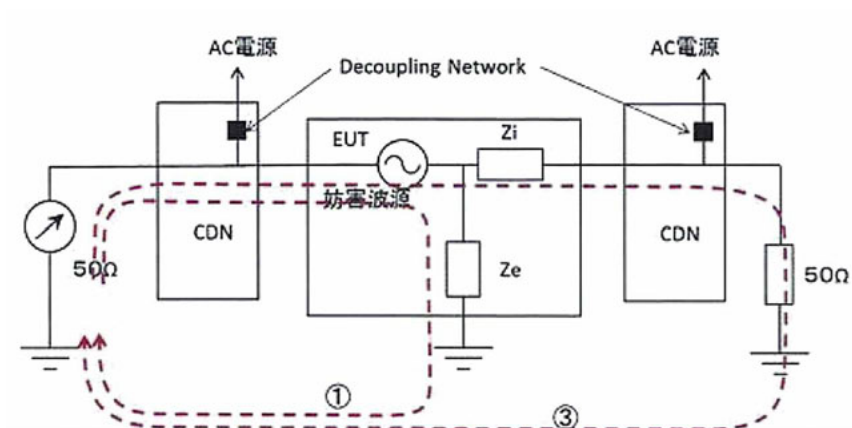 AC電源
AC電源
Decoupling Network
EUT
Zi
妨害波源
CDN
CDN
50Ω
Ze
50Ω
①
③